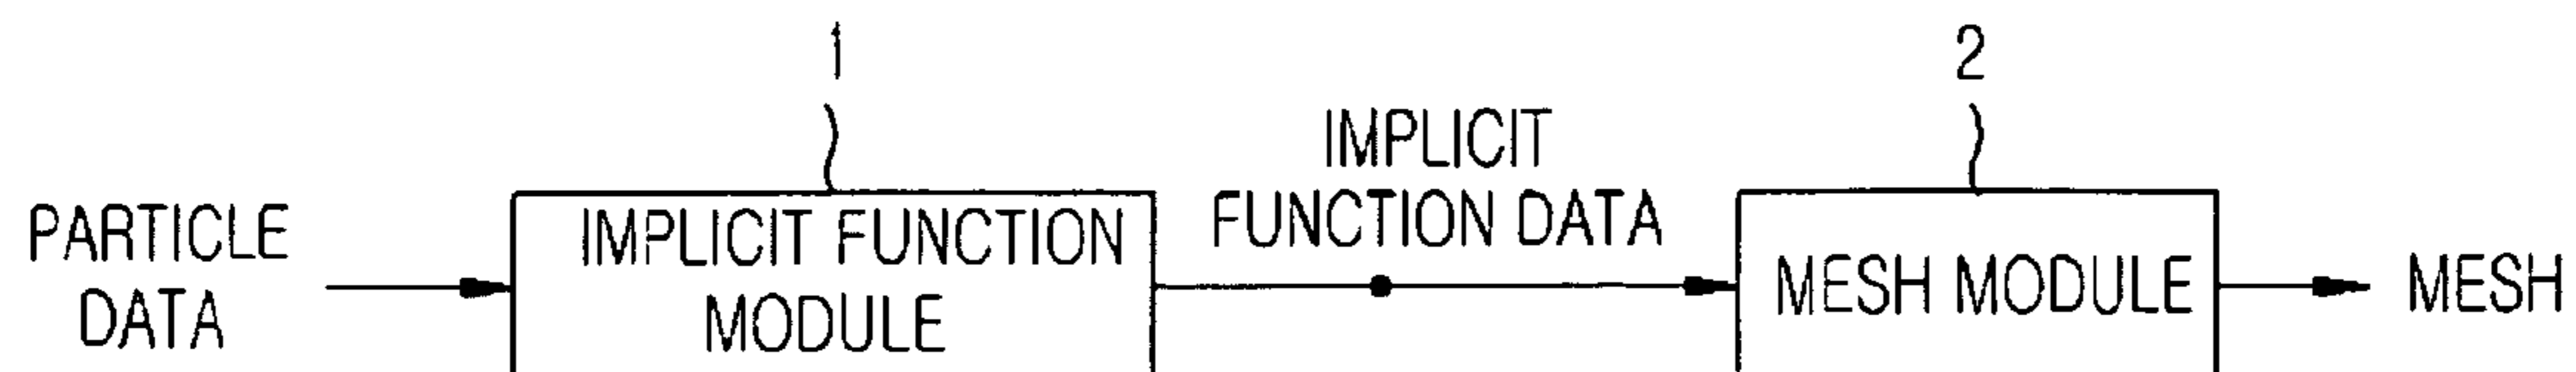 1
2
PARTICLE
DATA
IMPLICIT FUNCTION
MODULE
IMPLICIT
FUNCTION DATA
MESH MODULE
MESH